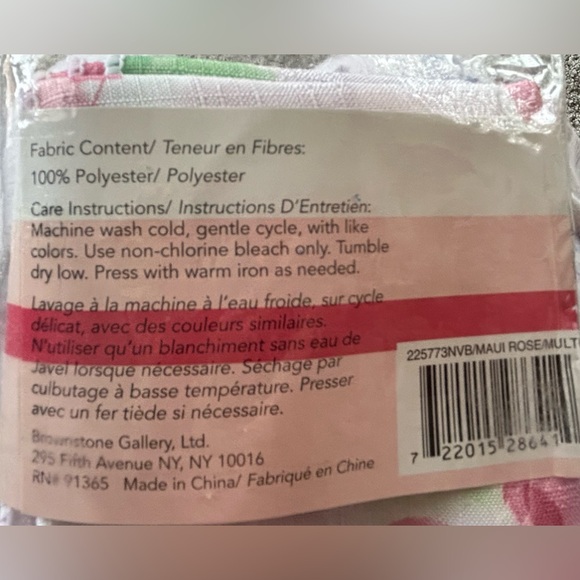 Fabric Content/ Teneur en Fibres:
100% Polyester/ Polyester
Care Instructions/ Instructions D'Entretien:
Machine wash cold, gentle cycle, with like
colors. Use non-chlorine bleach only. Tumble
dry low. Press with warm iron as needed.
Lavage à la machine à l'eau froide, sur cycle
délicat, avec des couleurs similaires.
N'utiliser qu'un blanchiment sans eau de
Javel lorsque nécessaire. Séchage par
culbutage à basse température. Presser
avec un fer tiède si nécessaire.
Brownstone Gallery, Ltd.
295 Fifth Avenue NY, NY 10016
RN# 91365 Made in China/ Fabriqué en Chine
225773NVB/MAUI ROSE/MULT
7 22015 28641